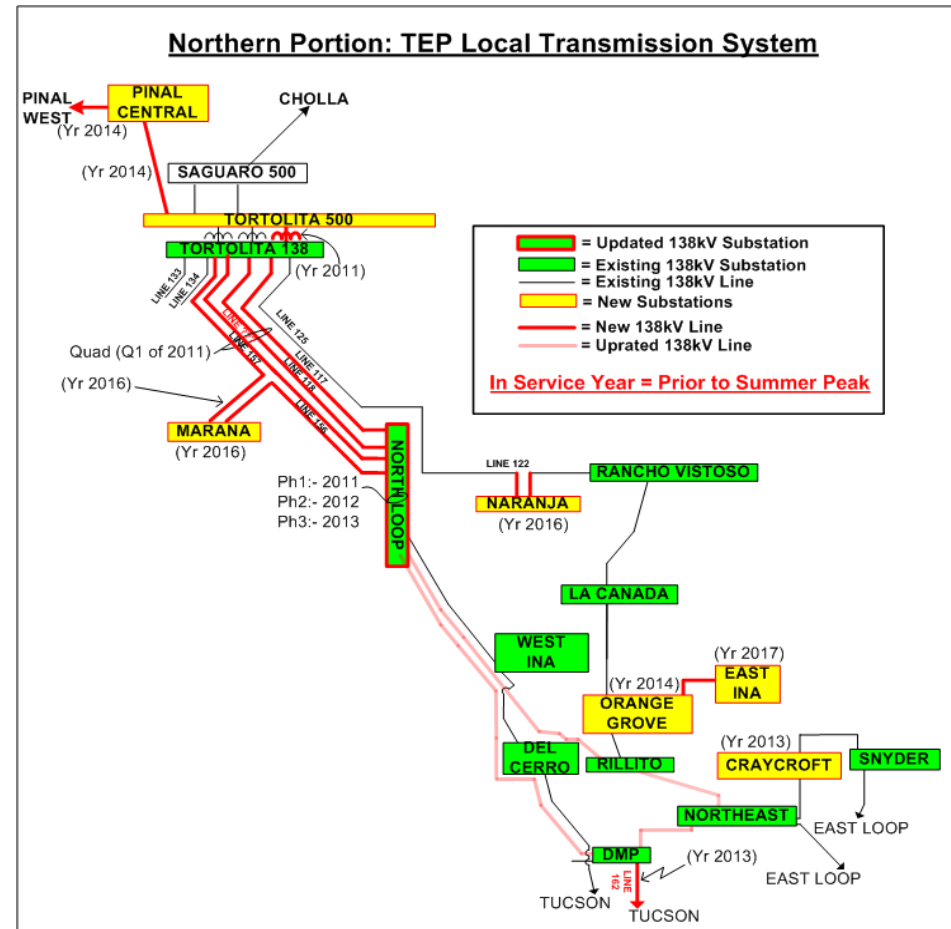 Northern Portion: TEP Local Transmission System
PINAL
WEST
PINAL
CENTRAL
CHOLLA
(Yr 2014)
(Yr 2014)
SAGUARO 500
TORTOLITA 500
TORTOLITA 138
(Yr 2011)
= Updated 138kV Substation
= Existing 138kV Substation
= Existing 138kV Line
= New Substations
= New 138kV Line
= Uprated 138kV Line
In Service Year = Prior to Summer Peak
LINE 133
LINE 134
LINE
LINE 125
LINE 117
LINE 157
LINE 118
Quad (Q1 of 2011)
(Yr 2016)
LINE 156
MARANA
(Yr 2016)
NORTH LOOP
LINE 122
RANCHO VISTOSO
NARANJA
(Yr 2016)
Ph1:- 2011
Ph2:- 2012
Ph3:- 2013
LA CANADA
WEST
INA
(Yr 2017)
EAST
INA
(Yr 2014)
ORANGE
GROVE
DEL
CERRO
RILLITO
(Yr 2013)
CRAYCROFT
SNYDER
NORTHEAST
EAST LOOP
EAST LOOP
DMP
(Yr 2013)
LINE
162
TUCSON
TUCSON